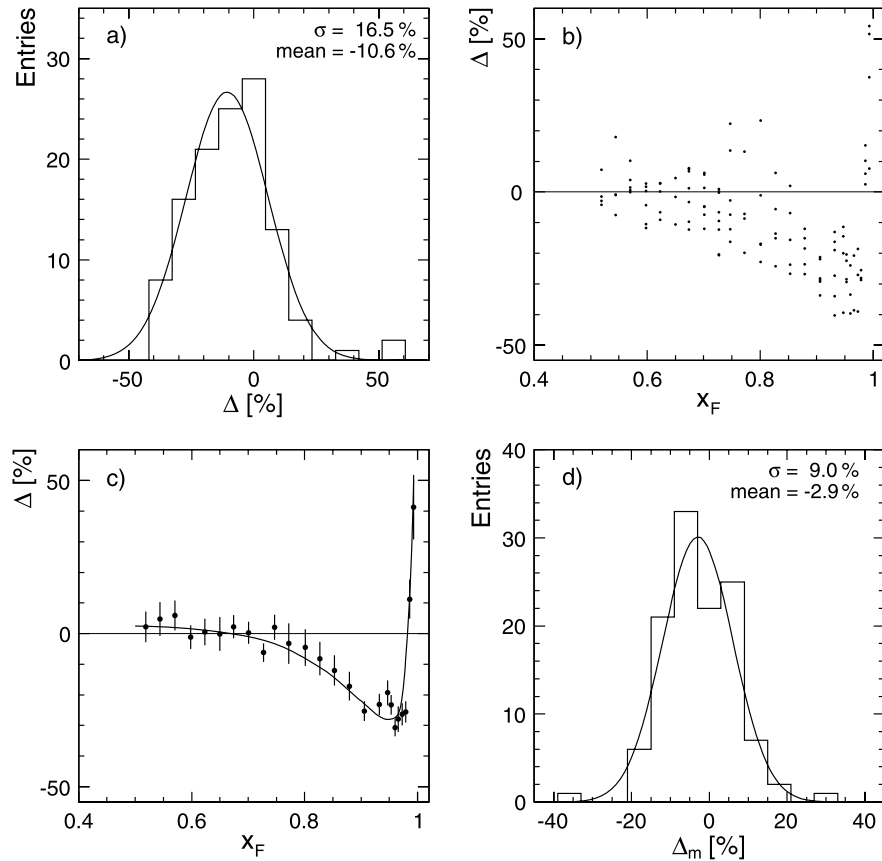 a)
σ = 16.5 %
mean = -10.6 %
Entries
30
20
10
0
-50
0
50
Δ [%]
b)
Δ [%]
50
0
-50
0.4
0.6
0.8
1
x_F
c)
Δ [%]
50
0
-50
0.4
0.6
0.8
1
x_F
d)
σ = 9.0 %
mean = -2.9 %
Entries
40
30
20
10
0
-40
-20
0
20
40
Δ_m [%]